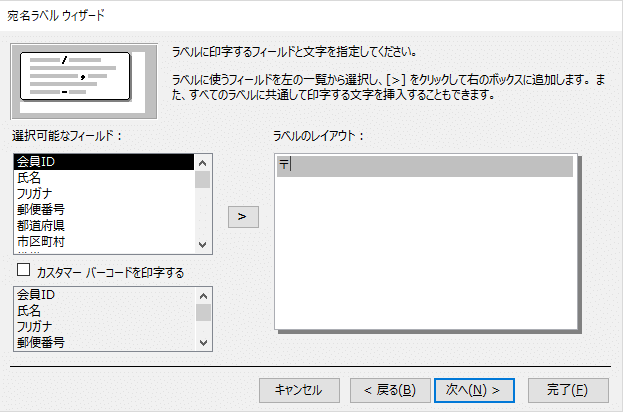 宛名ラベル ウィザード
ラベルに印字するフィールドと文字を指定してください。
ラベルに使うフィールドを左の一覧から選択し、[>] をクリックして右のボックスに追加します。 ま
た、すべてのラベルに共通して印字する文字を挿入することもできます。
選択可能なフィールド：
ラベルのレイアウト：
会員ID
氏名
フリガナ
郵便番号
都道府県
市区町村
〒
>
カスタマー バーコードを印字する
会員ID
氏名
フリガナ
郵便番号
キャンセル
< 戻る(B)
次へ(N) >
完了(F)